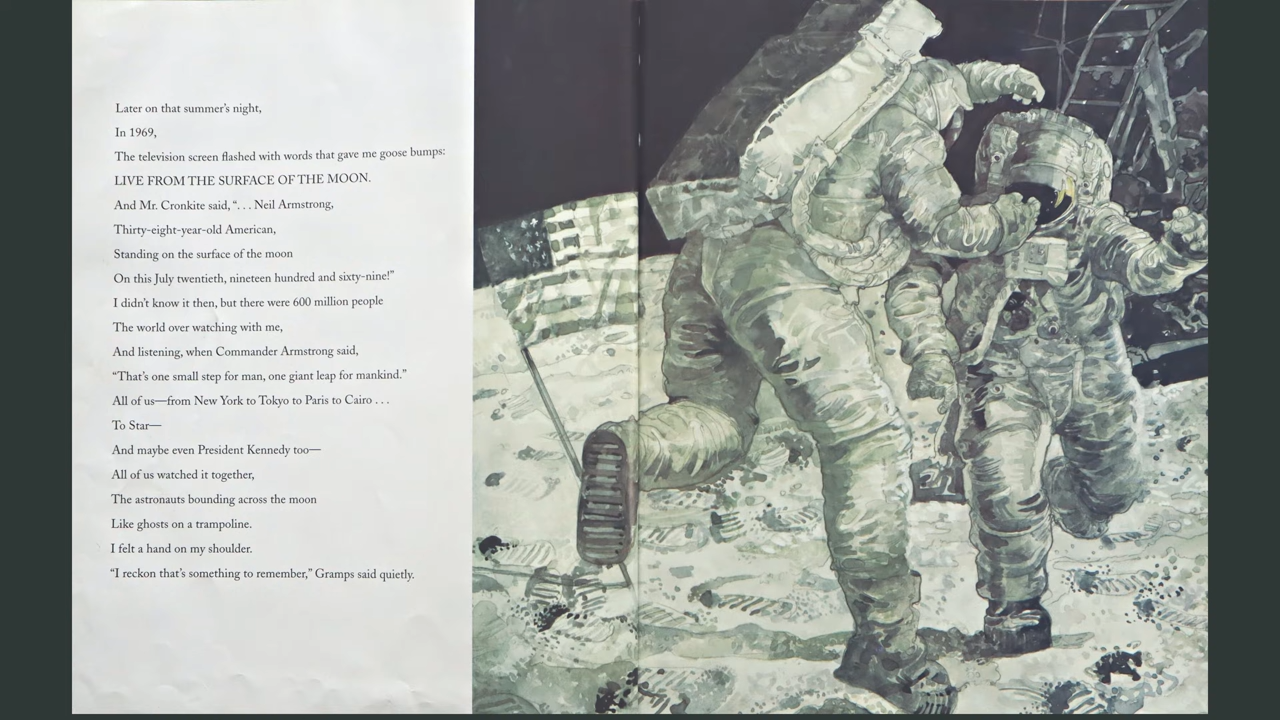 Later on that summer's night,
In 1969,
The television screen flashed with words that gave me goose bumps:
LIVE FROM THE SURFACE OF THE MOON.
And Mr. Cronkite said, ". . . Neil Armstrong,
Thirty-eight-year-old American,
Standing on the surface of the moon
On this July twentieth, nineteen hundred and sixty-nine!"
I didn't know it then, but there were 600 million people
The world over watching with me,
And listening, when Commander Armstrong said,
"That's one small step for man, one giant leap for mankind."
All of us—from New York to Tokyo to Paris to Cairo . . .
To Star—
And maybe even President Kennedy too—
All of us watched it together,
The astronauts bounding across the moon
Like ghosts on a trampoline.
I felt a hand on my shoulder.
"I reckon that's something to remember," Gramps said quietly.